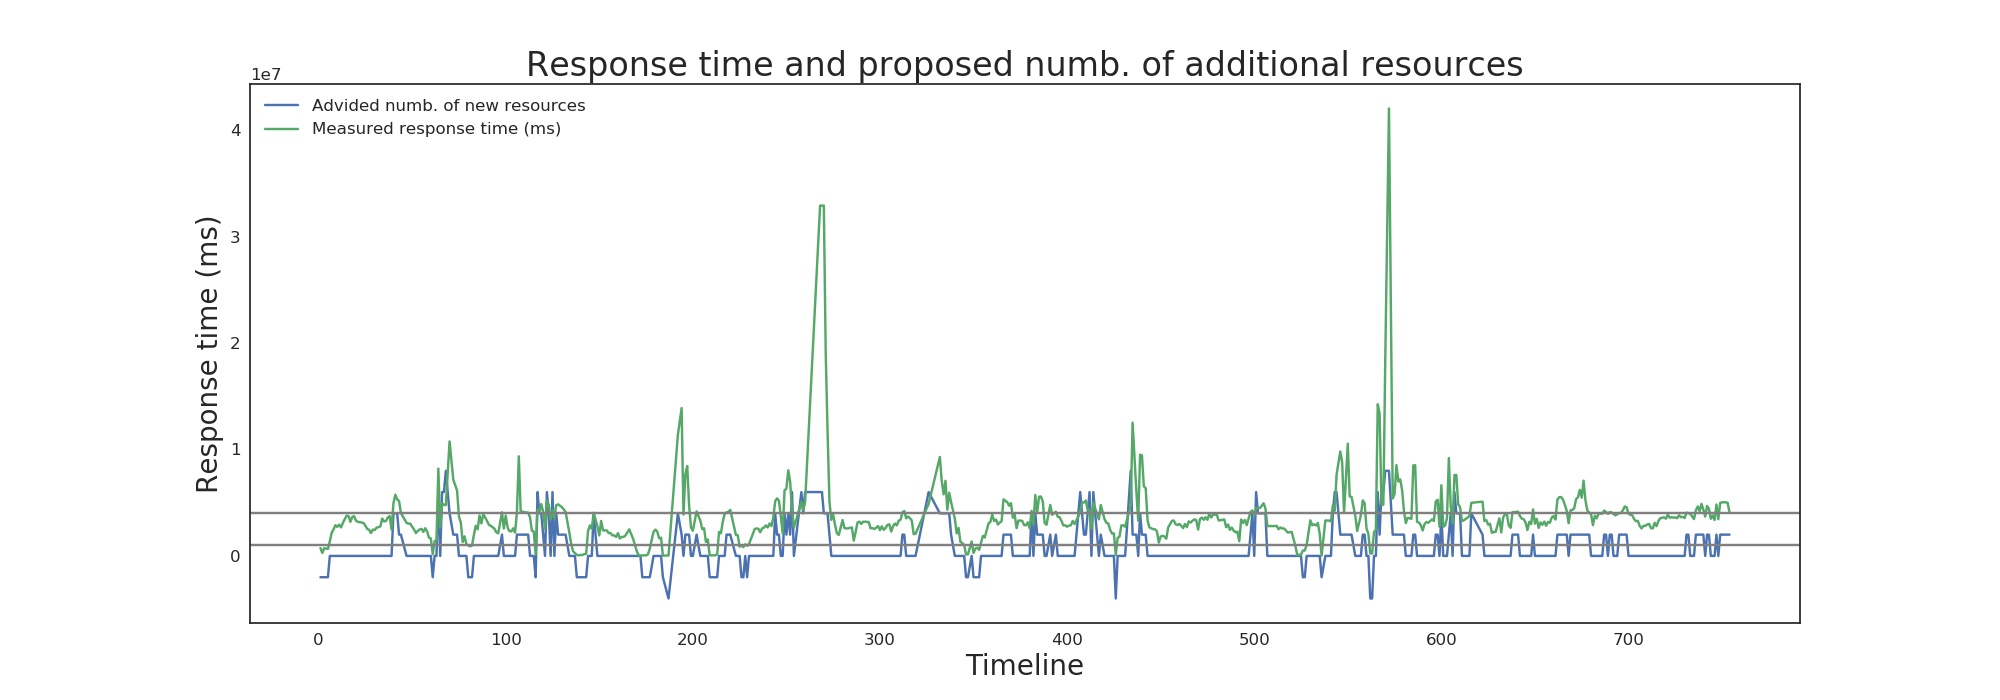 Response time and proposed numb. of additional resources
1e7
Advided numb. of new resources
Measured response time (ms)
4
3
2
1
0
Response time (ms)
0 100 200 300 400 500 600 700
Timeline